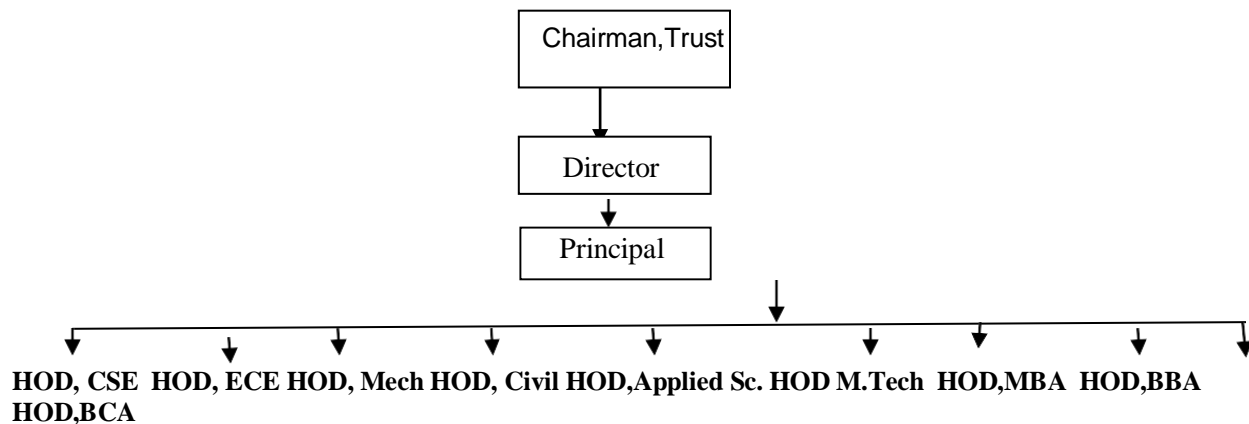 Chairman,Trust
Director
Principal
HOD, CSE HOD, ECE HOD, Mech HOD, Civil HOD,Applied Sc. HOD M.Tech HOD,MBA HOD,BBA
HOD,BCA